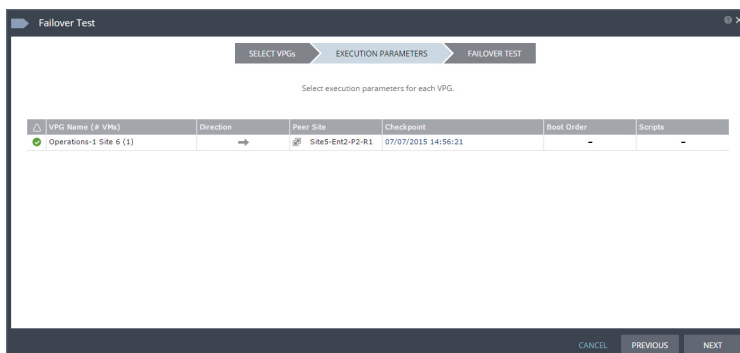 Failover Test
SELECT VPGs EXECUTION PARAMETERS FAILOVER TEST
Select execution parameters for each VPG.
VPG Name (# VMs) Direction Peer Site Checkpoint Boot Order Scripts
Operations-1 Site 6 (1) Site5-Ent2-P2-R1 07/07/2015 14:56:21 - -
CANCEL PREVIOUS NEXT